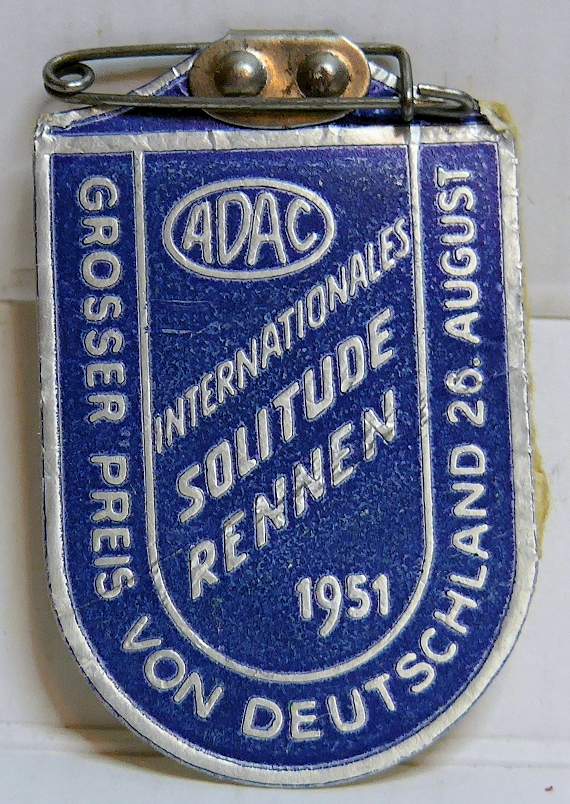 ADAC
INTERNATIONALES
SOLITUDE
RENNEN
1951
GROSSER PREIS VON DEUTSCHLAND 26. AUGUST